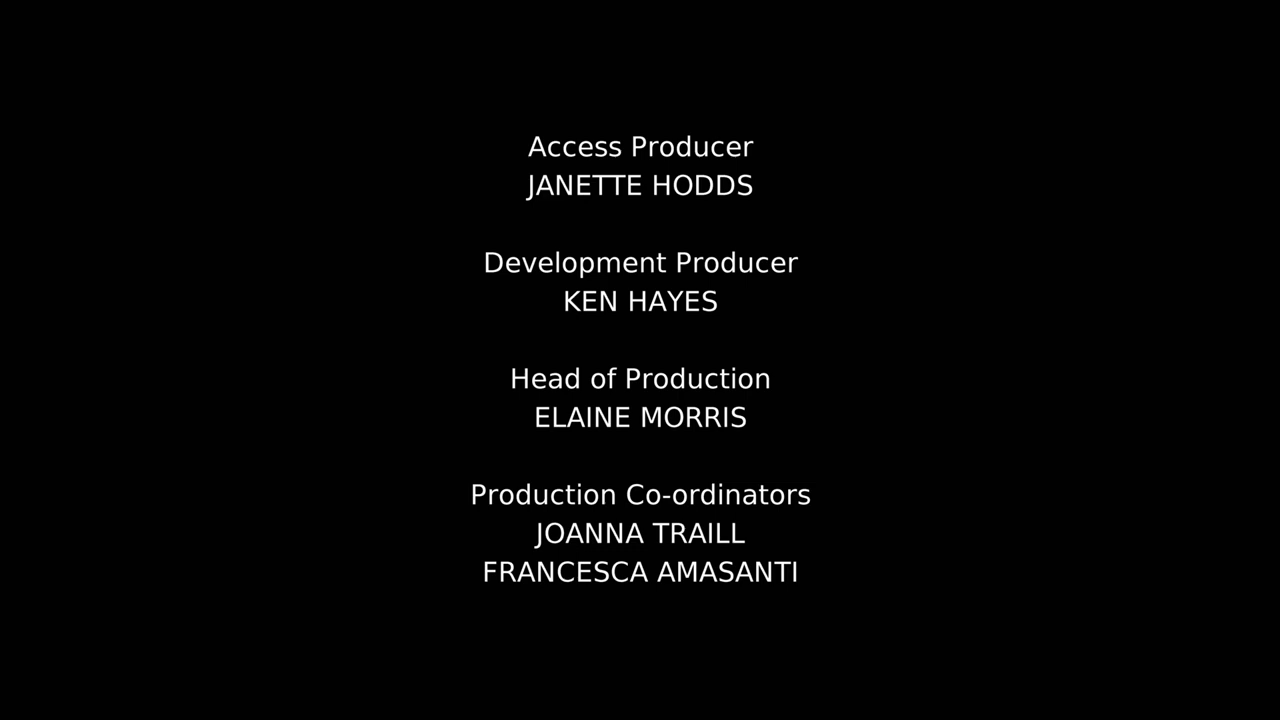 Access Producer
JANETTE HODDS
Development Producer
KEN HAYES
Head of Production
ELAINE MORRIS
Production Co-ordinators
JOANNA TRAILL
FRANCESCA AMASANTI